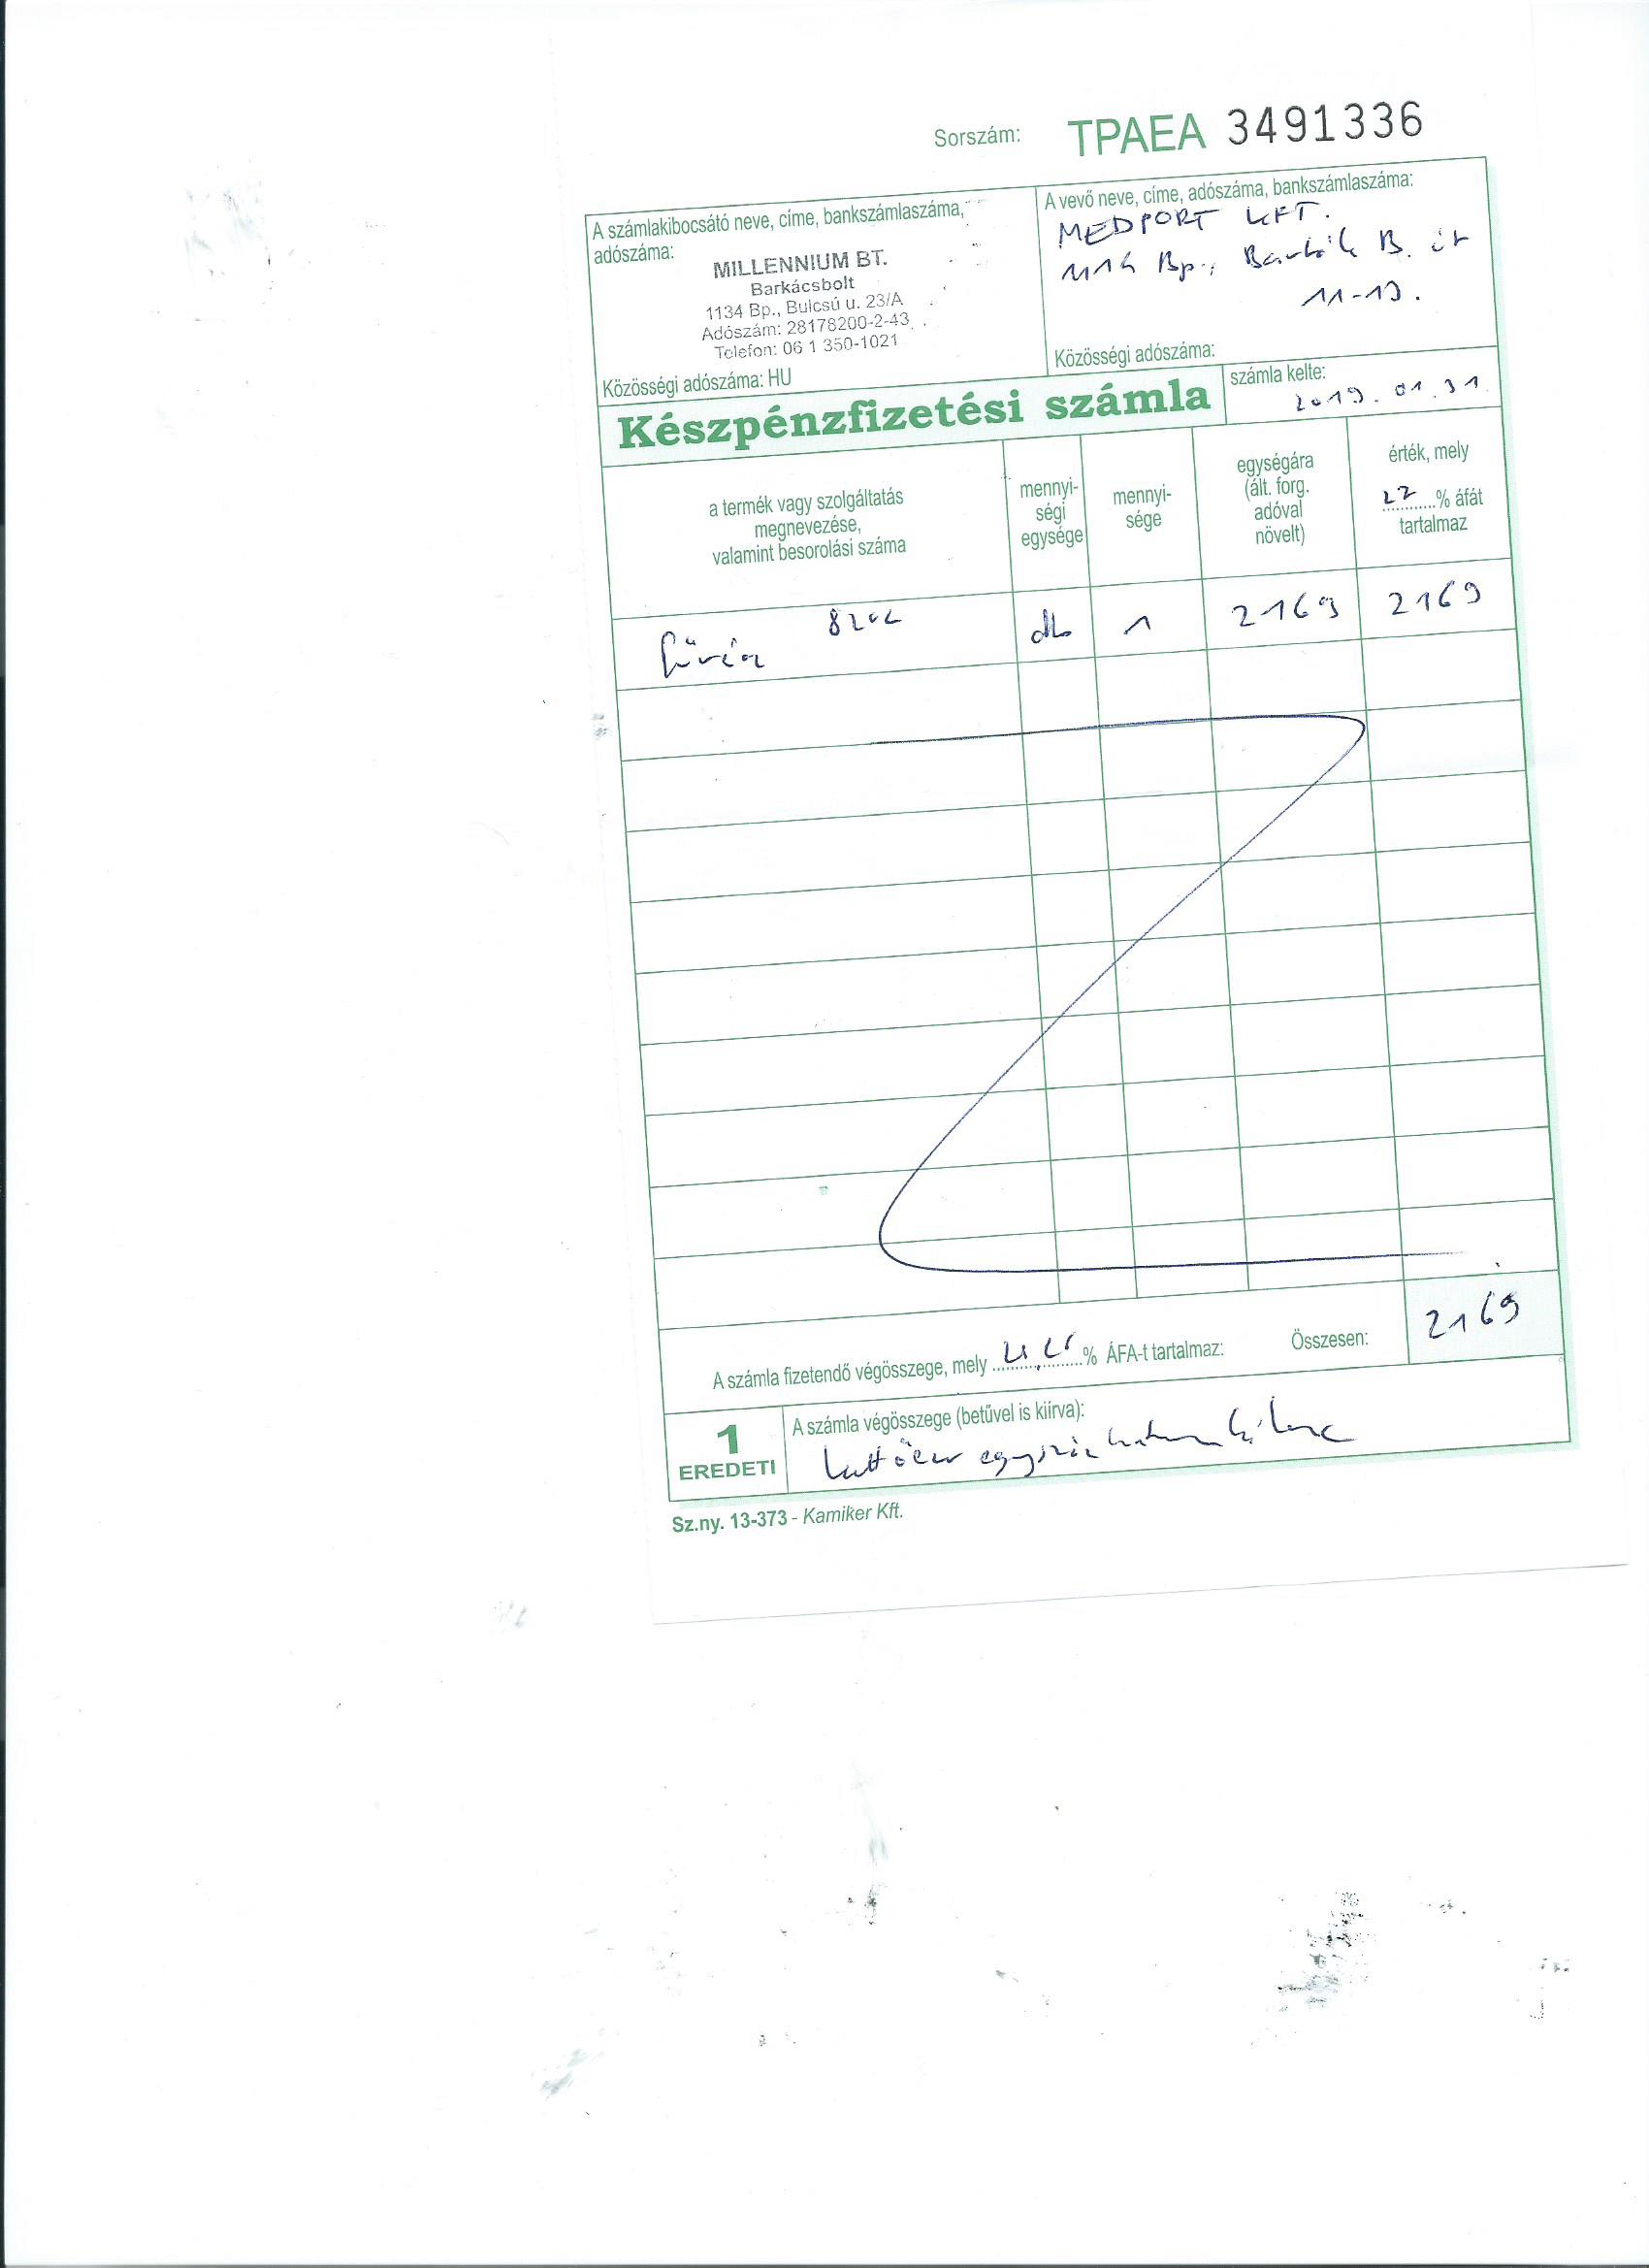 Sorszám: TPAEA 3491336
A számlakibocsátó neve, címe, bankszámlaszáma,
adószáma:
MILLENNIUM BT.
Barkácsbolt
1134 Bp., Bulcsú u. 23/A
Adószám: 28178200-2-43
Telefon: 06 1 350-1021
Közösségi adószáma: HU
A vevő neve, címe, adószáma, bankszámlaszáma:
MEDPORT KFT.
1114 Bp., Bartók B. út
11-13.
Közösségi adószáma:
Készpénzfizetési számla
számla kelte:
2019. 01. 31.
a termék vagy szolgáltatás
megnevezése,
valamint besorolási száma
mennyi-
ségi
egysége
mennyi-
sége
egységára
(ált. forg.
adóval
növelt)
érték, mely
27 % áfát
tartalmaz
8202
db 1 2169 2169
A számla fizetendő végösszege, mely 21,26 % ÁFA-t tartalmaz: Összesen: 2169
1
EREDETI
A számla végösszege (betűvel is kiírva):
kettőezer egyszázhatvankilenc
Sz.ny. 13-373 - Kamiker Kft.